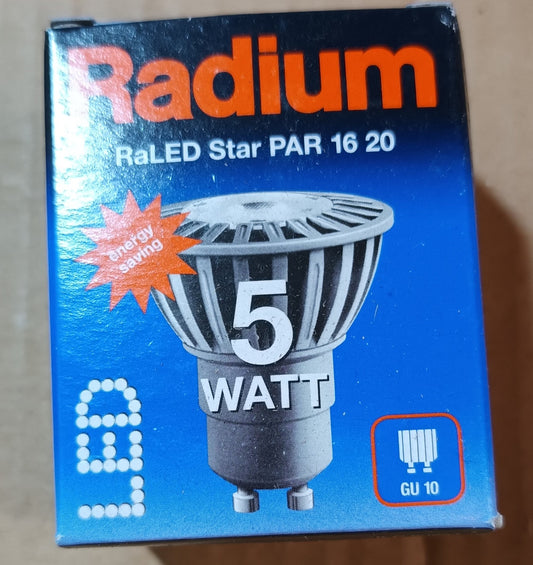 Radium
RaLED Star PAR 16 20
energy
saving
5
WATT
LED
GU 10